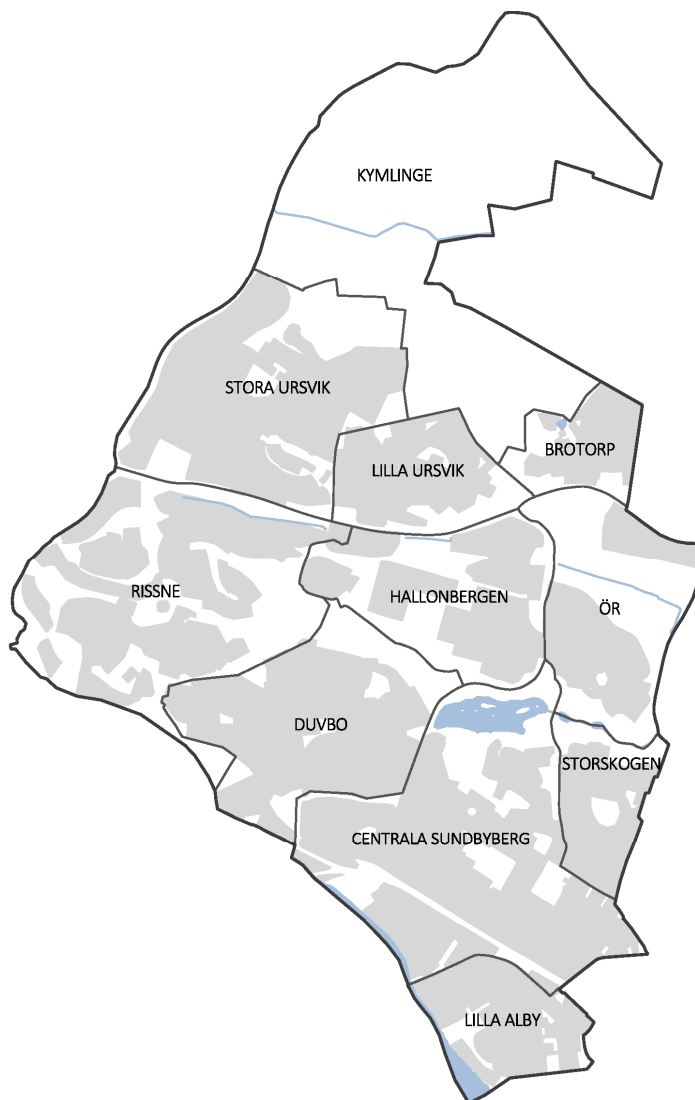 KYMLINGE
STORA URSVIK
BROTORP
LILLA URSVIK
RISSNE
HALLONBERGEN
ÖR
DUVBO
STORSKOGEN
CENTRALA SUNDBYBERG
LILLA ALBY